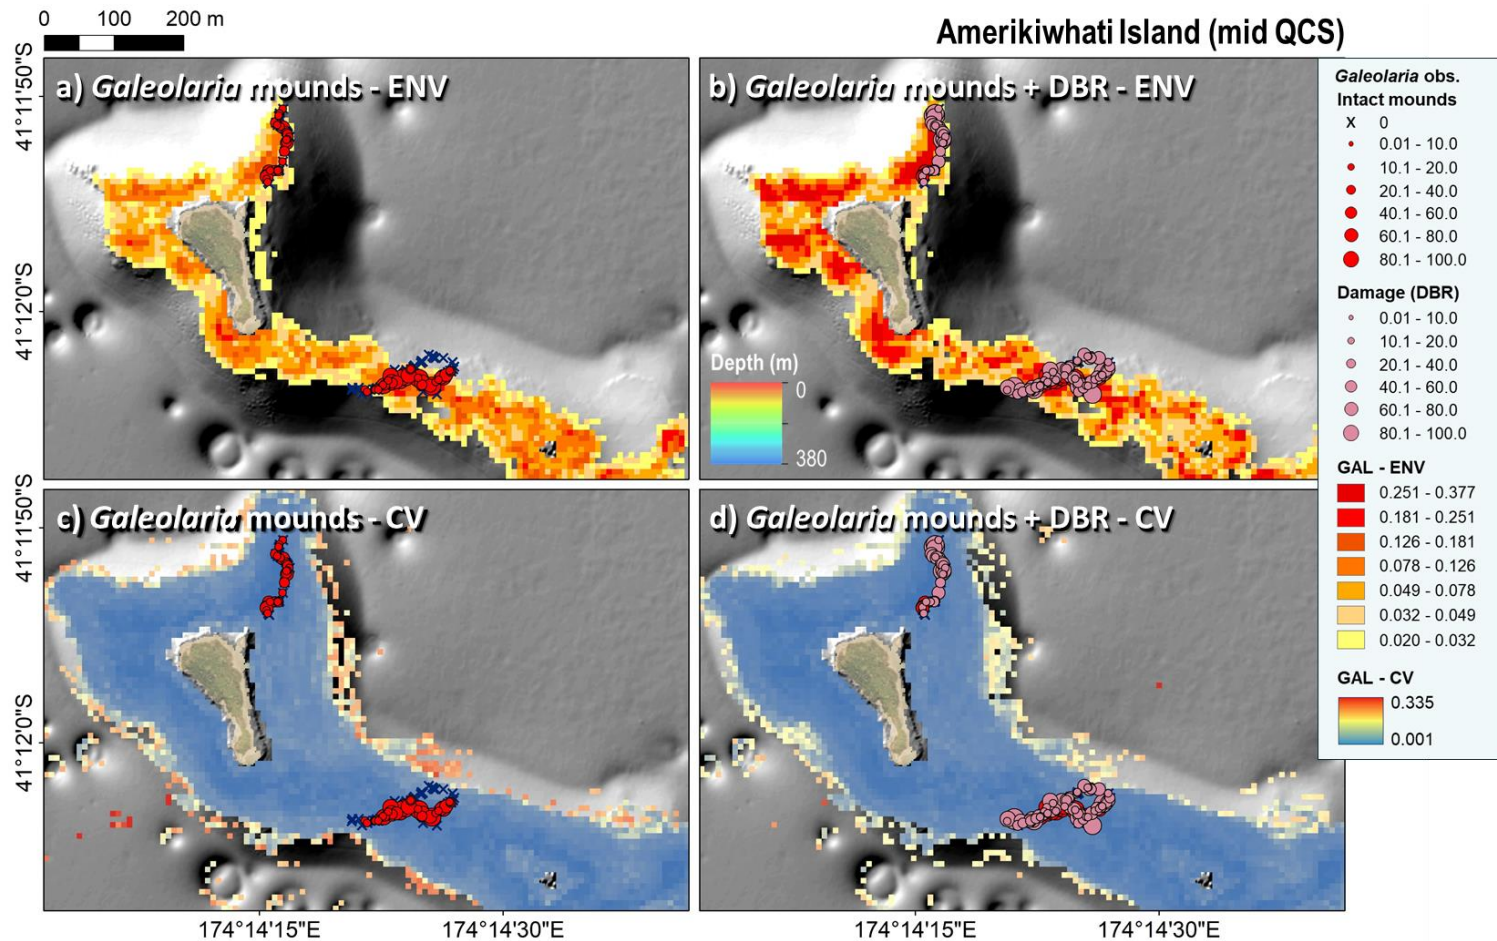 0 100 200 m
Amerikiwhati Island (mid QCS)
a) Galeolaria mounds - ENV
b) Galeolaria mounds + DBR - ENV
41°11'50"S
41°12'0"S
Depth (m)
0
380
c) Galeolaria mounds - CV
d) Galeolaria mounds + DBR - CV
41°11'50"S
41°12'0"S
174°14'15"E 174°14'30"E 174°14'15"E 174°14'30"E
Galeolaria obs.
Intact mounds
X 0
0.01 - 10.0
10.1 - 20.0
20.1 - 40.0
40.1 - 60.0
60.1 - 80.0
80.1 - 100.0
Damage (DBR)
0.01 - 10.0
10.1 - 20.0
20.1 - 40.0
40.1 - 60.0
60.1 - 80.0
80.1 - 100.0
GAL - ENV
0.251 - 0.377
0.181 - 0.251
0.126 - 0.181
0.078 - 0.126
0.049 - 0.078
0.032 - 0.049
0.020 - 0.032
GAL - CV
0.335
0.001